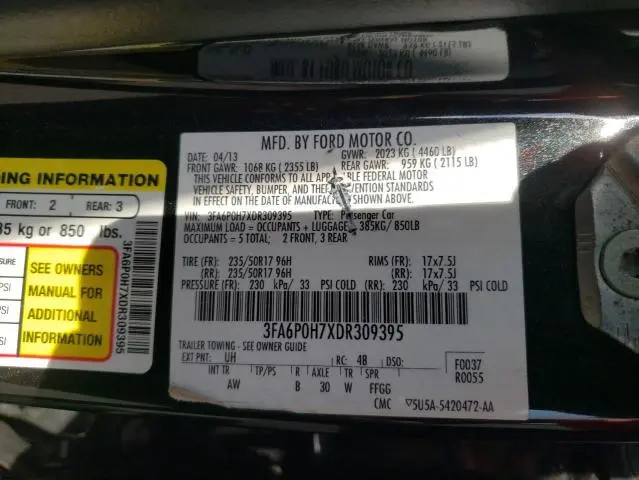 MFD. BY FORD MOTOR CO.
DATE: 04/13 GVWR: 2023 KG ( 4460 LB)
FRONT GAWR: 1068 KG ( 2355 LB) REAR GAWR: 959 KG ( 2115 LB)
THIS VEHICLE CONFORMS TO ALL APP BLE FEDERAL MOTOR
VEHICLE SAFETY, BUMPER, AND THE VENTION STANDARDS
IN EFFECT ON THE DATE OF MANUFACTURE SHOWN ABOVE.
VIN: 3FA6P0H7XDR309395 TYPE: Passenger Car
MAXIMUM LOAD = OCCUPANTS + LUGGAGE 385KG/ 850LB
OCCUPANTS = 5 TOTAL; 2 FRONT, 3 REAR
TIRE (FR): 235/50R17 96H RIMS (FR): 17x7.5J
(RR): 235/50R17 96H (RR): 17x7.5J
PRESSURE (FR): 230 kPa/ 33 PSI COLD (RR): 230 kPa/ 33 PSI COLD
3FA6P0H7XDR309395
TRAILER TOWING - SEE OWNER GUIDE
EXT PNT: UH RC: 48 DSO: F0037
R0055
INT TR TP/PS R AXLE TR SPR
AW B 30 W FFGG
CMC 5U5A-5420472-AA
ING INFORMATION
FRONT: 2 REAR: 3
85 kg or 850 lbs.
SEE OWNERS
MANUAL FOR
ADDITIONAL
INFORMATION
PSI
PSI
3FA6P0H7XDR309395